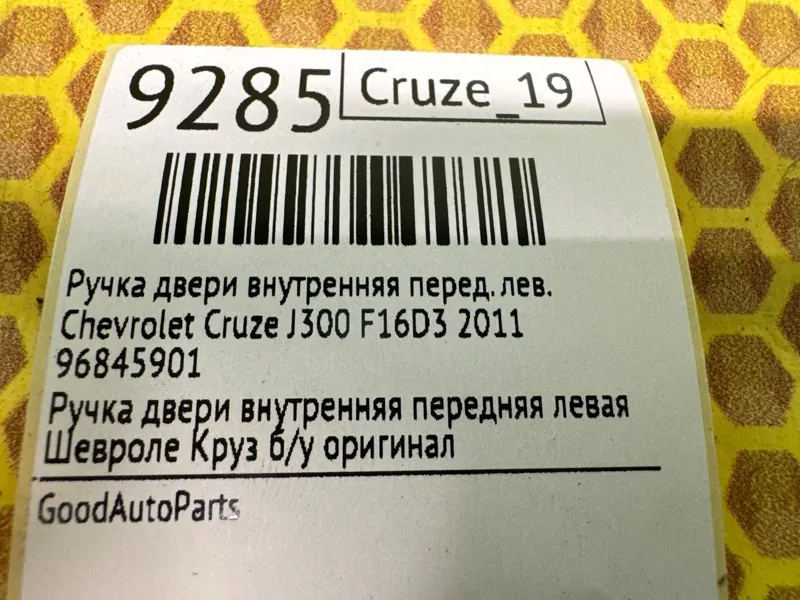 9285
Cruze_19
Ручка двери внутренняя перед. лев.
Chevrolet Cruze J300 F16D3 2011
96845901
Ручка двери внутренняя передняя левая
Шевроле Круз б/у оригинал
GoodAutoParts